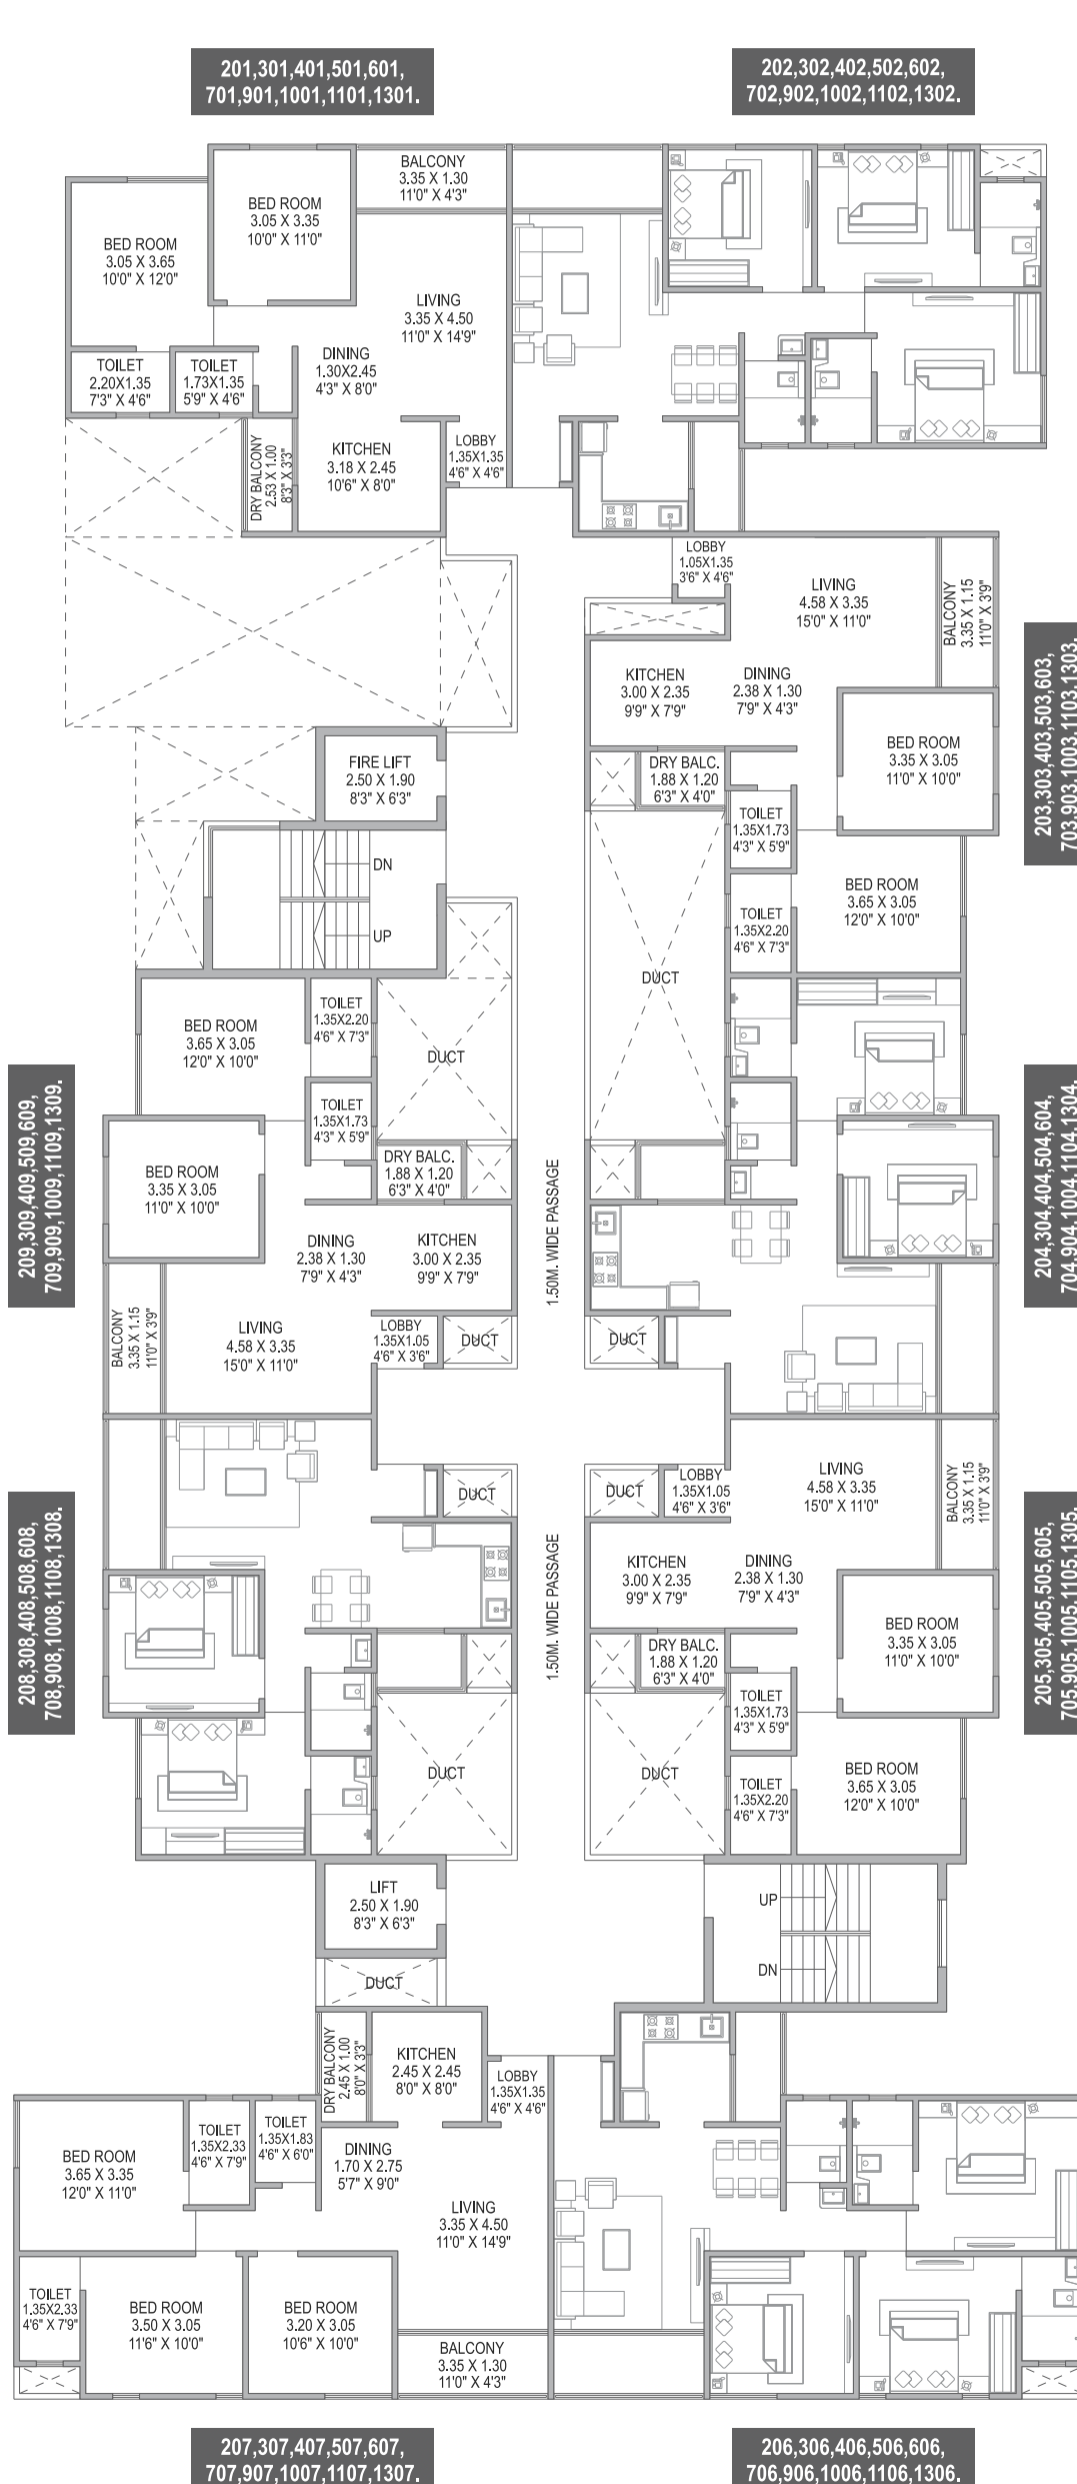 201,301,401,501,601,
701,901,1001,1101,1301.
202,302,402,502,602,
702,902,1002,1102,1302.
BALCONY
3.35 X 1.30
11'0" X 4'3"
BED ROOM
3.05 X 3.35
10'0" X 11'0"
BED ROOM
3.05 X 3.65
10'0" X 12'0"
LIVING
3.35 X 4.50
11'0" X 14'9"
DINING
1.30X2.45
4'3" X 8'0"
TOILET
2.20X1.35
7'3" X 4'6"
TOILET
1.73X1.35
5'9" X 4'6"
DRY BALCONY
2.53 X 1.00
8'3" X 3'3"
KITCHEN
3.18 X 2.45
10'6" X 8'0"
LOBBY
1.35X1.35
4'6" X 4'6"
LOBBY
1.05X1.35
3'6" X 4'6"
LIVING
4.58 X 3.35
15'0" X 11'0"
BALCONY
3.35 X 1.15
11'0" X 3'9"
203,303,403,503,603,
703,903,1003,1103,1303.
KITCHEN
3.00 X 2.35
9'9" X 7'9"
DINING
2.38 X 1.30
7'9" X 4'3"
BED ROOM
3.35 X 3.05
11'0" X 10'0"
FIRE LIFT
2.50 X 1.90
8'3" X 6'3"
DRY BALC.
1.88 X 1.20
6'3" X 4'0"
TOILET
1.35X1.73
4'3" X 5'9"
DN
UP
BED ROOM
3.65 X 3.05
12'0" X 10'0"
TOILET
1.35X2.20
4'6" X 7'3"
DUCT
BED ROOM
3.65 X 3.05
12'0" X 10'0"
TOILET
1.35X2.20
4'6" X 7'3"
DUCT
209,309,409,509,609,
709,909,1009,1109,1309.
204,304,404,504,604,
704,904,1004,1104,1304.
TOILET
1.35X1.73
4'3" X 5'9"
BED ROOM
3.35 X 3.05
11'0" X 10'0"
DRY BALC.
1.88 X 1.20
6'3" X 4'0"
1.50M. WIDE PASSAGE
DINING
2.38 X 1.30
7'9" X 4'3"
KITCHEN
3.00 X 2.35
9'9" X 7'9"
BALCONY
3.35 X 1.15
11'0" X 3'9"
LIVING
4.58 X 3.35
15'0" X 11'0"
LOBBY
1.35X1.05
4'6" X 3'6"
DUCT
DUCT
DUCT
DUCT
LOBBY
1.35X1.05
4'6" X 3'6"
LIVING
4.58 X 3.35
15'0" X 11'0"
BALCONY
3.35 X 1.15
11'0" X 3'9"
208,308,408,508,608,
708,908,1008,1108,1308.
205,305,405,505,605,
705,905,1005,1105,1305.
1.50M. WIDE PASSAGE
KITCHEN
3.00 X 2.35
9'9" X 7'9"
DINING
2.38 X 1.30
7'9" X 4'3"
BED ROOM
3.35 X 3.05
11'0" X 10'0"
DRY BALC.
1.88 X 1.20
6'3" X 4'0"
TOILET
1.35X1.73
4'3" X 5'9"
DUCT
DUCT
TOILET
1.35X2.20
4'6" X 7'3"
BED ROOM
3.65 X 3.05
12'0" X 10'0"
LIFT
2.50 X 1.90
8'3" X 6'3"
UP
DN
DUCT
DRY BALCONY
2.45 X 1.00
8'0" X 3'3"
KITCHEN
2.45 X 2.45
8'0" X 8'0"
LOBBY
1.35X1.35
4'6" X 4'6"
BED ROOM
3.65 X 3.35
12'0" X 11'0"
TOILET
1.35X2.33
4'6" X 7'9"
TOILET
1.35X1.83
4'6" X 6'0"
DINING
1.70 X 2.75
5'7" X 9'0"
LIVING
3.35 X 4.50
11'0" X 14'9"
TOILET
1.35X2.33
4'6" X 7'9"
BED ROOM
3.50 X 3.05
11'6" X 10'0"
BED ROOM
3.20 X 3.05
10'6" X 10'0"
BALCONY
3.35 X 1.30
11'0" X 4'3"
207,307,407,507,607,
707,907,1007,1107,1307.
206,306,406,506,606,
706,906,1006,1106,1306.